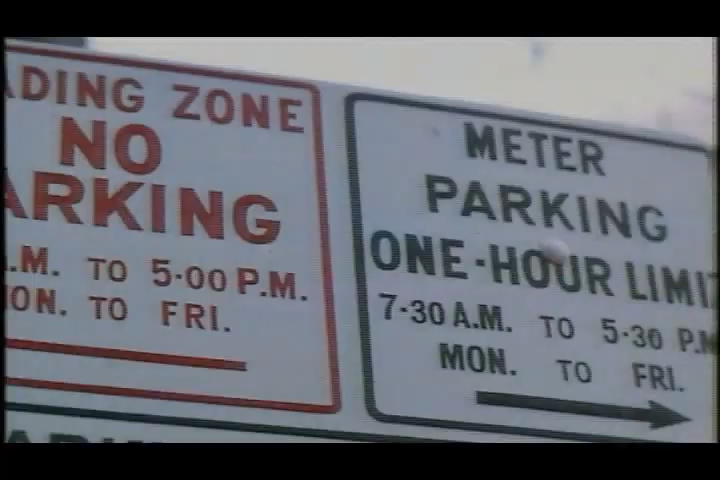 ADING ZONE
NO
ARKING
.M. TO 5-00 P.M.
ON. TO FRI.
METER
PARKING
ONE-HOUR LIMIT
7-30 A.M. TO 5-30 P.M
MON. TO FRI.